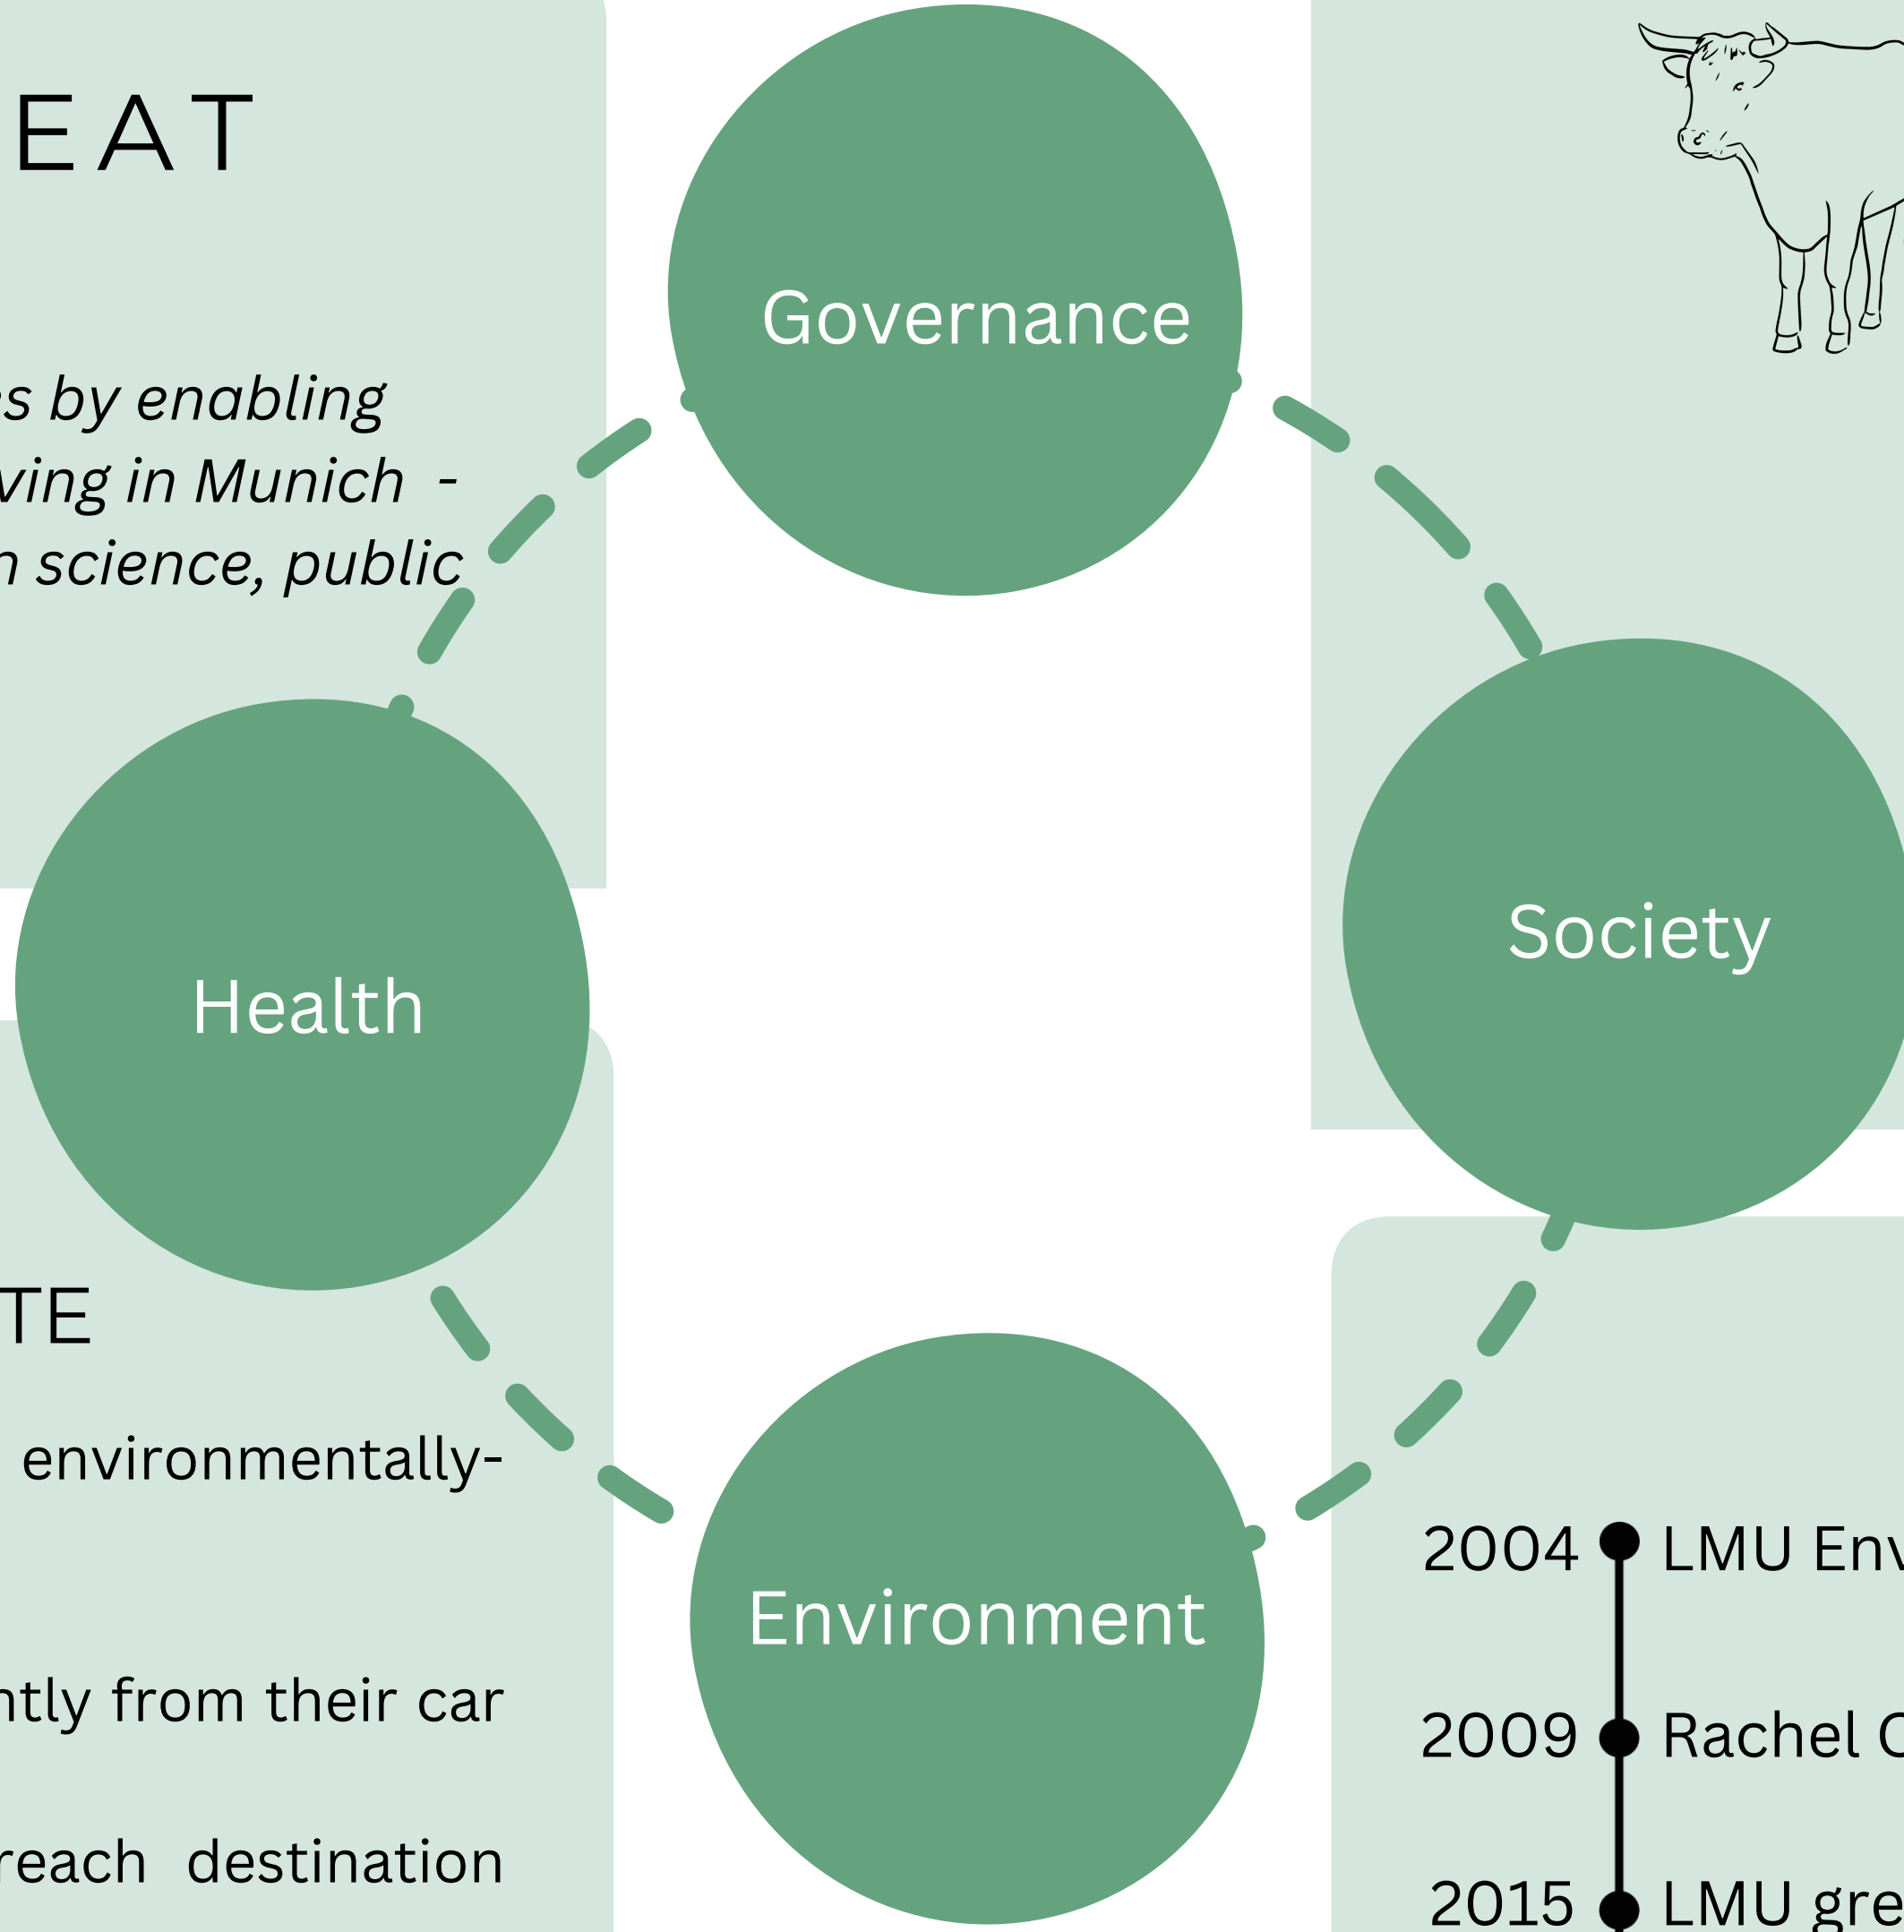 EAT
s by enabling
ving in Munich -
n science, public
Governance
Society
Health
TE
environmentally-
ntly from their car
reach destination
Environment
2004 LMU Env
2009 Rachel C
2015 LMU gre